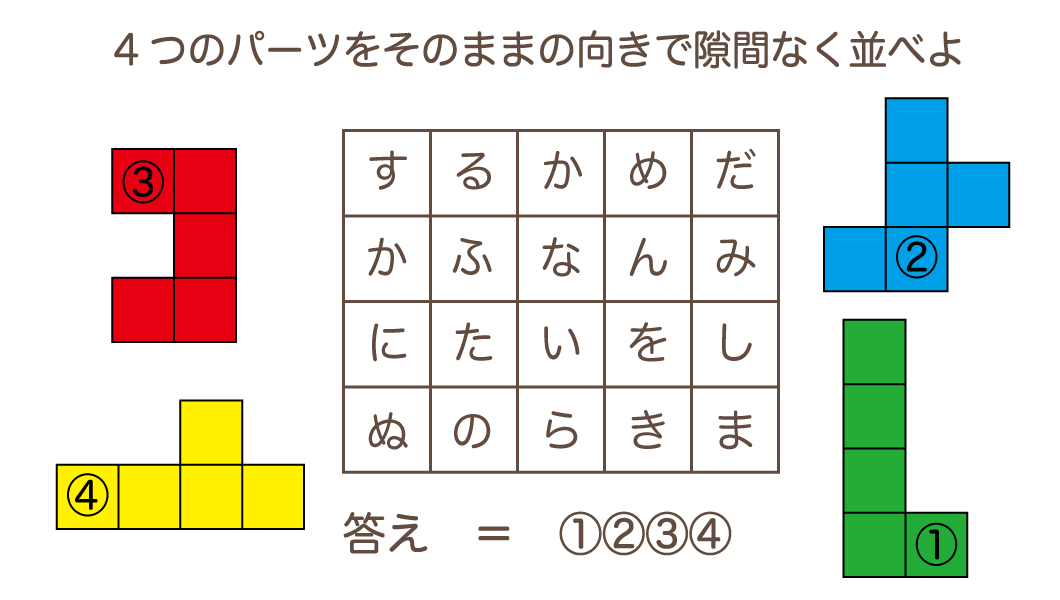 4つのパーツをそのままの向きで隙間なく並べよ
③
するかめだ
かふなんみ
にたいをし
ぬのらきま
②
④
①
答え = ①②③④